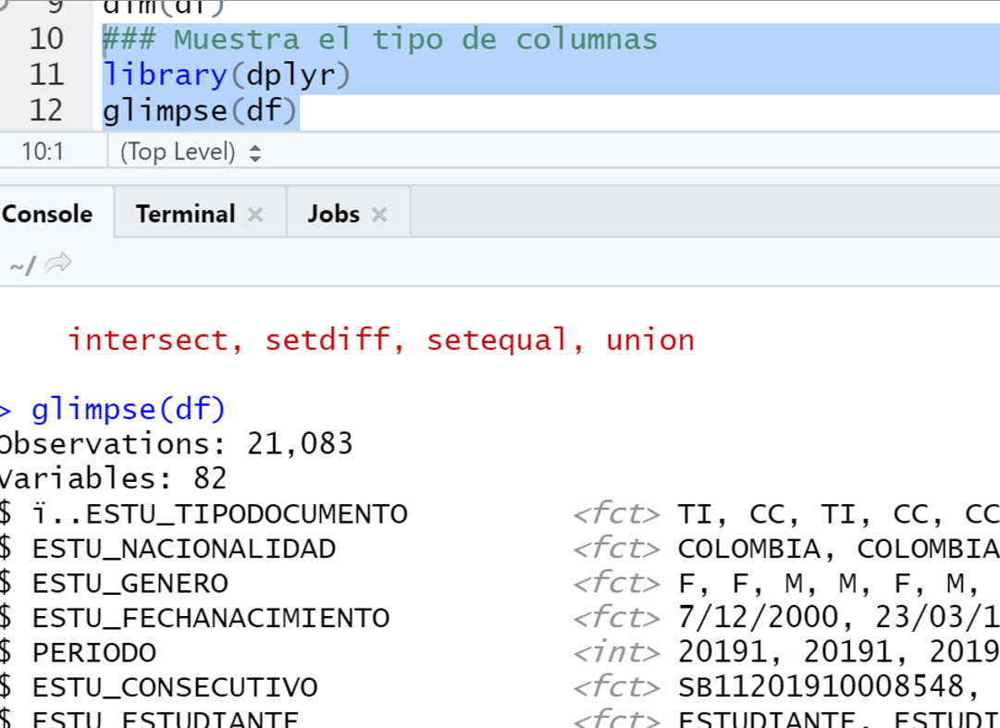 9 dim(df)
10 ### Muestra el tipo de columnas
11 library(dplyr)
12 glimpse(df)
10:1 (Top Level)
Console Terminal Jobs
~/
intersect, setdiff, setequal, union
> glimpse(df)
Observations: 21,083
Variables: 82
$ ï..ESTU_TIPODOCUMENTO <fct> TI, CC, TI, CC, CC
$ ESTU_NACIONALIDAD <fct> COLOMBIA, COLOMBIA
$ ESTU_GENERO <fct> F, F, M, M, F, M,
$ ESTU_FECHANACIMIENTO <fct> 7/12/2000, 23/03/1
$ PERIODO <int> 20191, 20191, 2019
$ ESTU_CONSECUTIVO <fct> SB11201910008548,
$ ESTU_ESTUDIANTE <fct> ESTUDIANTE, ESTUDI